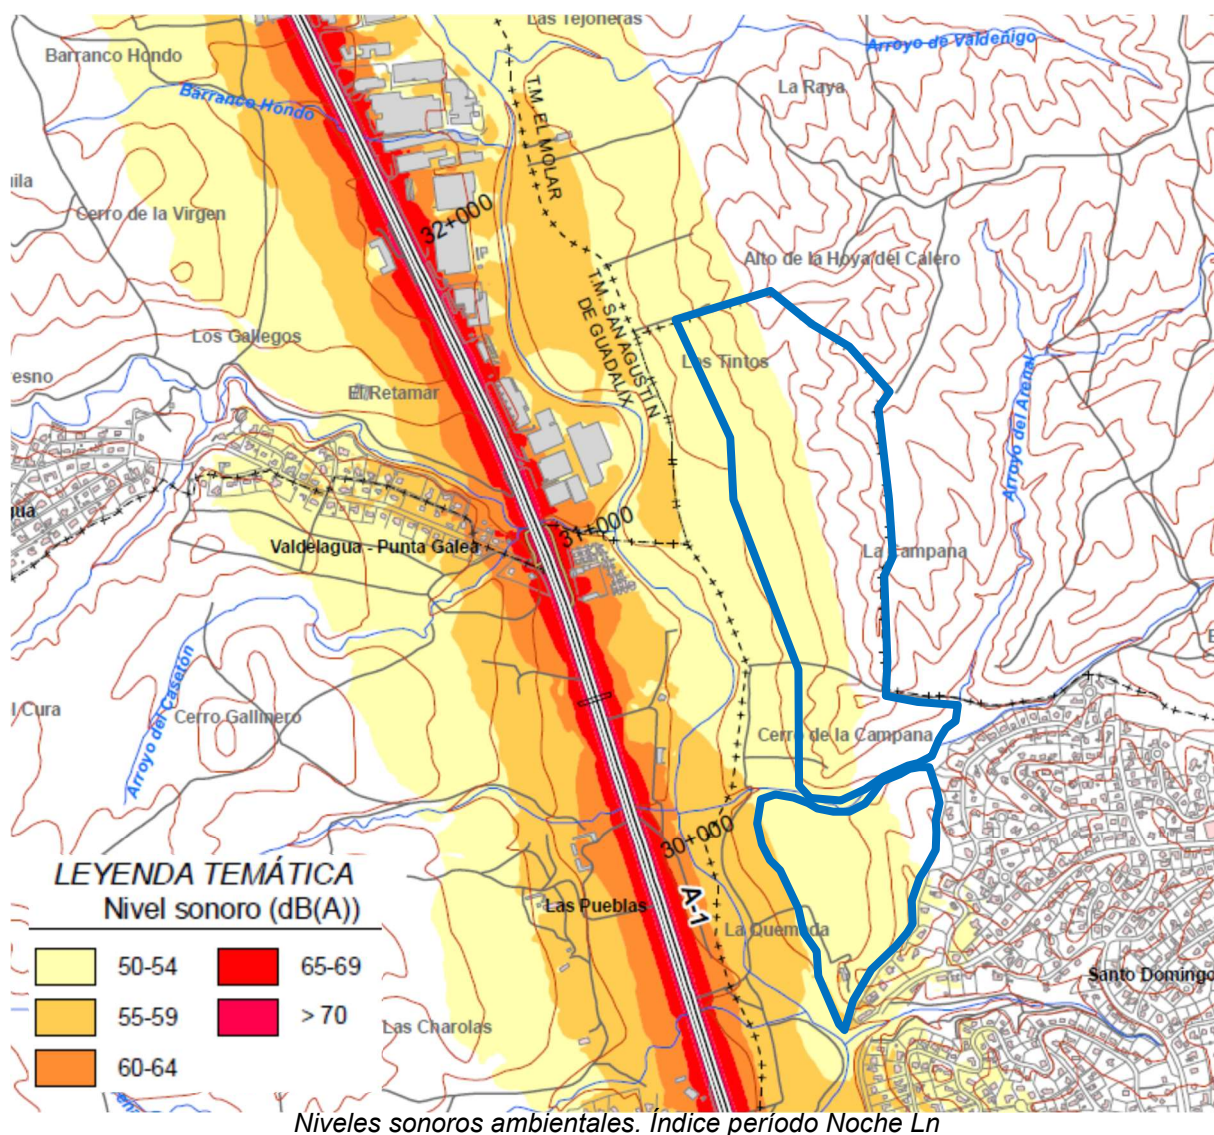 Las Tejoneras
Barranco Hondo
Arroyo de Valdeñigo
La Raya
Barranco Hondo
T.M. EL MOLAR
Cerro de la Virgen
32+000
Alto de la Hoya del Calero
T.M. SAN AGUSTÍN
DE GUADALIX
Los Gallegos
Los Tintos
esno
El Retamar
Arroyo del Arenal
31+000
Valdelagua - Punta Galea
La Campana
Arroyo del Casetón
Cura
Cerro Gallinero
Cerro de la Campana
30+000
A-1
Las Pueblas
La Quemada
Santo Domingo
Las Charolas
LEYENDA TEMÁTICA
Nivel sonoro (dB(A))
50-54
65-69
55-59
> 70
60-64
Niveles sonoros ambientales. Índice período Noche Ln